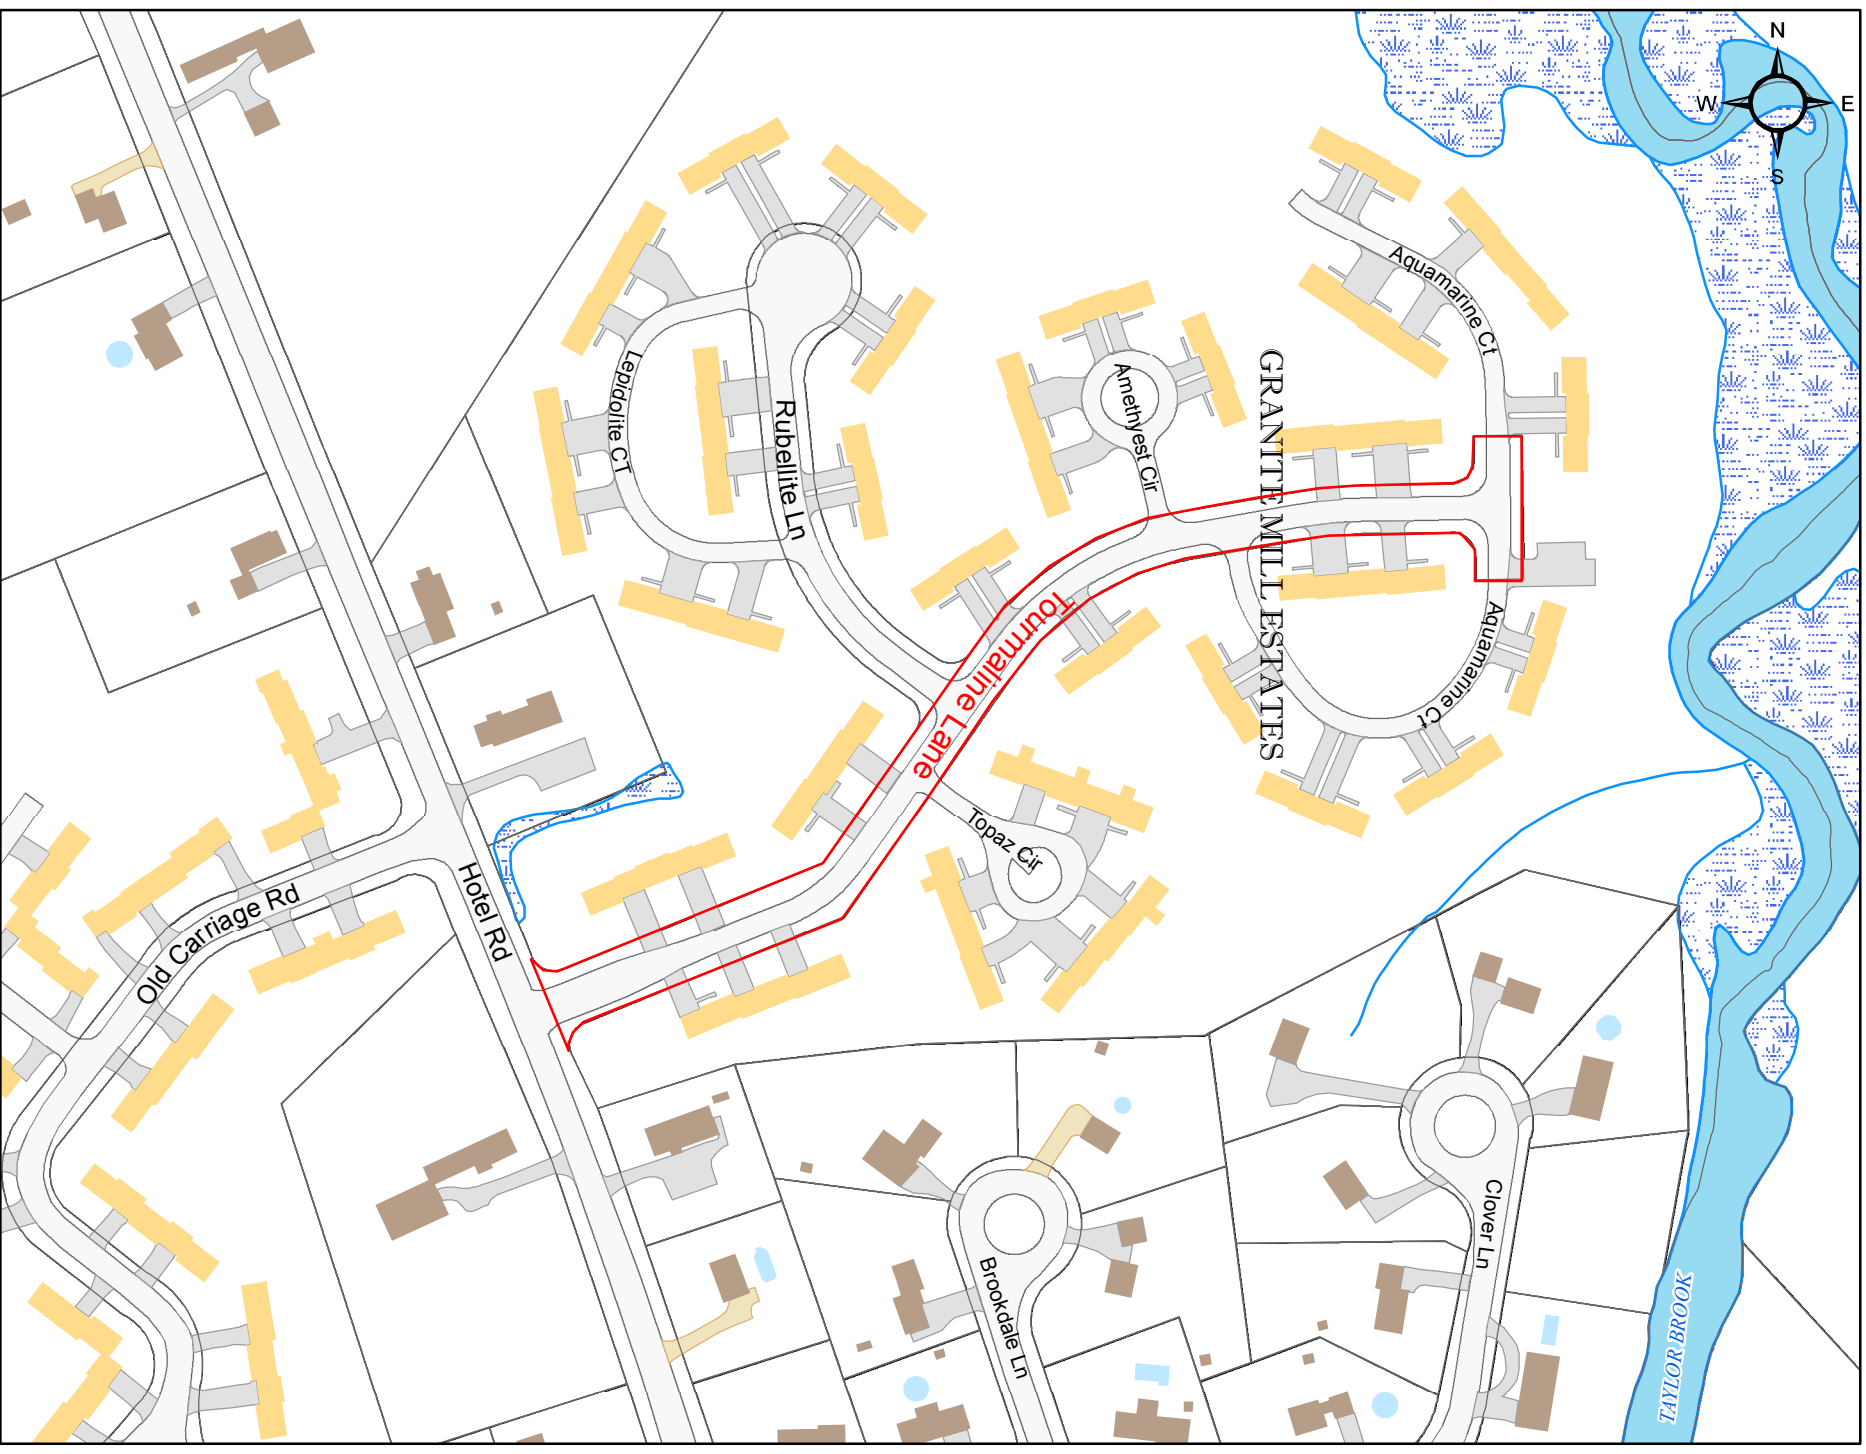 N
W
E
S
Aquamarine Ct
Lepidolite CT
Rubellite Ln
Amethyest Cir
GRANITE MILL ESTATES
Tourmaline Lane
Aquamarine Ct
Topaz Cir
Hotel Rd
Old Carriage Rd
Clover Ln
Brookdale Ln
TAYLOR BROOK